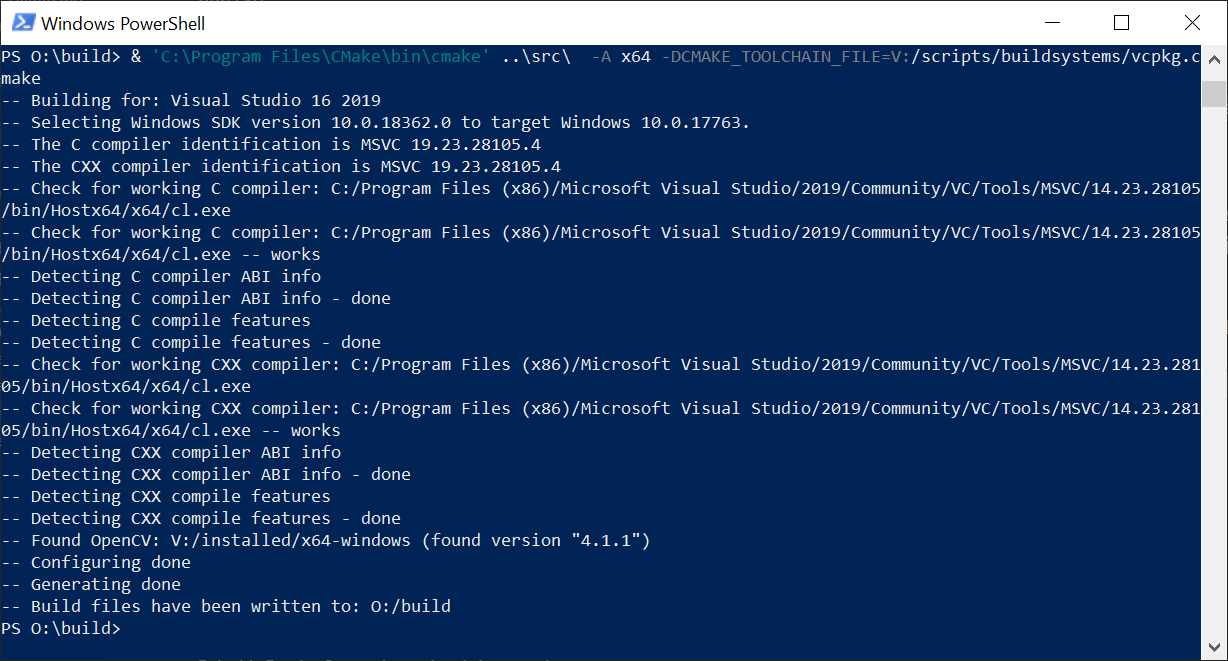 Windows PowerShell
PS O:\build> & 'C:\Program Files\CMake\bin\cmake' ..\src\  -A x64 -DCMAKE_TOOLCHAIN_FILE=V:/scripts/buildsystems/vcpkg.c
make
-- Building for: Visual Studio 16 2019
-- Selecting Windows SDK version 10.0.18362.0 to target Windows 10.0.17763.
-- The C compiler identification is MSVC 19.23.28105.4
-- The CXX compiler identification is MSVC 19.23.28105.4
-- Check for working C compiler: C:/Program Files (x86)/Microsoft Visual Studio/2019/Community/VC/Tools/MSVC/14.23.28105
/bin/Hostx64/x64/cl.exe
-- Check for working C compiler: C:/Program Files (x86)/Microsoft Visual Studio/2019/Community/VC/Tools/MSVC/14.23.28105
/bin/Hostx64/x64/cl.exe -- works
-- Detecting C compiler ABI info
-- Detecting C compiler ABI info - done
-- Detecting C compile features
-- Detecting C compile features - done
-- Check for working CXX compiler: C:/Program Files (x86)/Microsoft Visual Studio/2019/Community/VC/Tools/MSVC/14.23.281
05/bin/Hostx64/x64/cl.exe
-- Check for working CXX compiler: C:/Program Files (x86)/Microsoft Visual Studio/2019/Community/VC/Tools/MSVC/14.23.281
05/bin/Hostx64/x64/cl.exe -- works
-- Detecting CXX compiler ABI info
-- Detecting CXX compiler ABI info - done
-- Detecting CXX compile features
-- Detecting CXX compile features - done
-- Found OpenCV: V:/installed/x64-windows (found version "4.1.1")
-- Configuring done
-- Generating done
-- Build files have been written to: O:/build
PS O:\build>